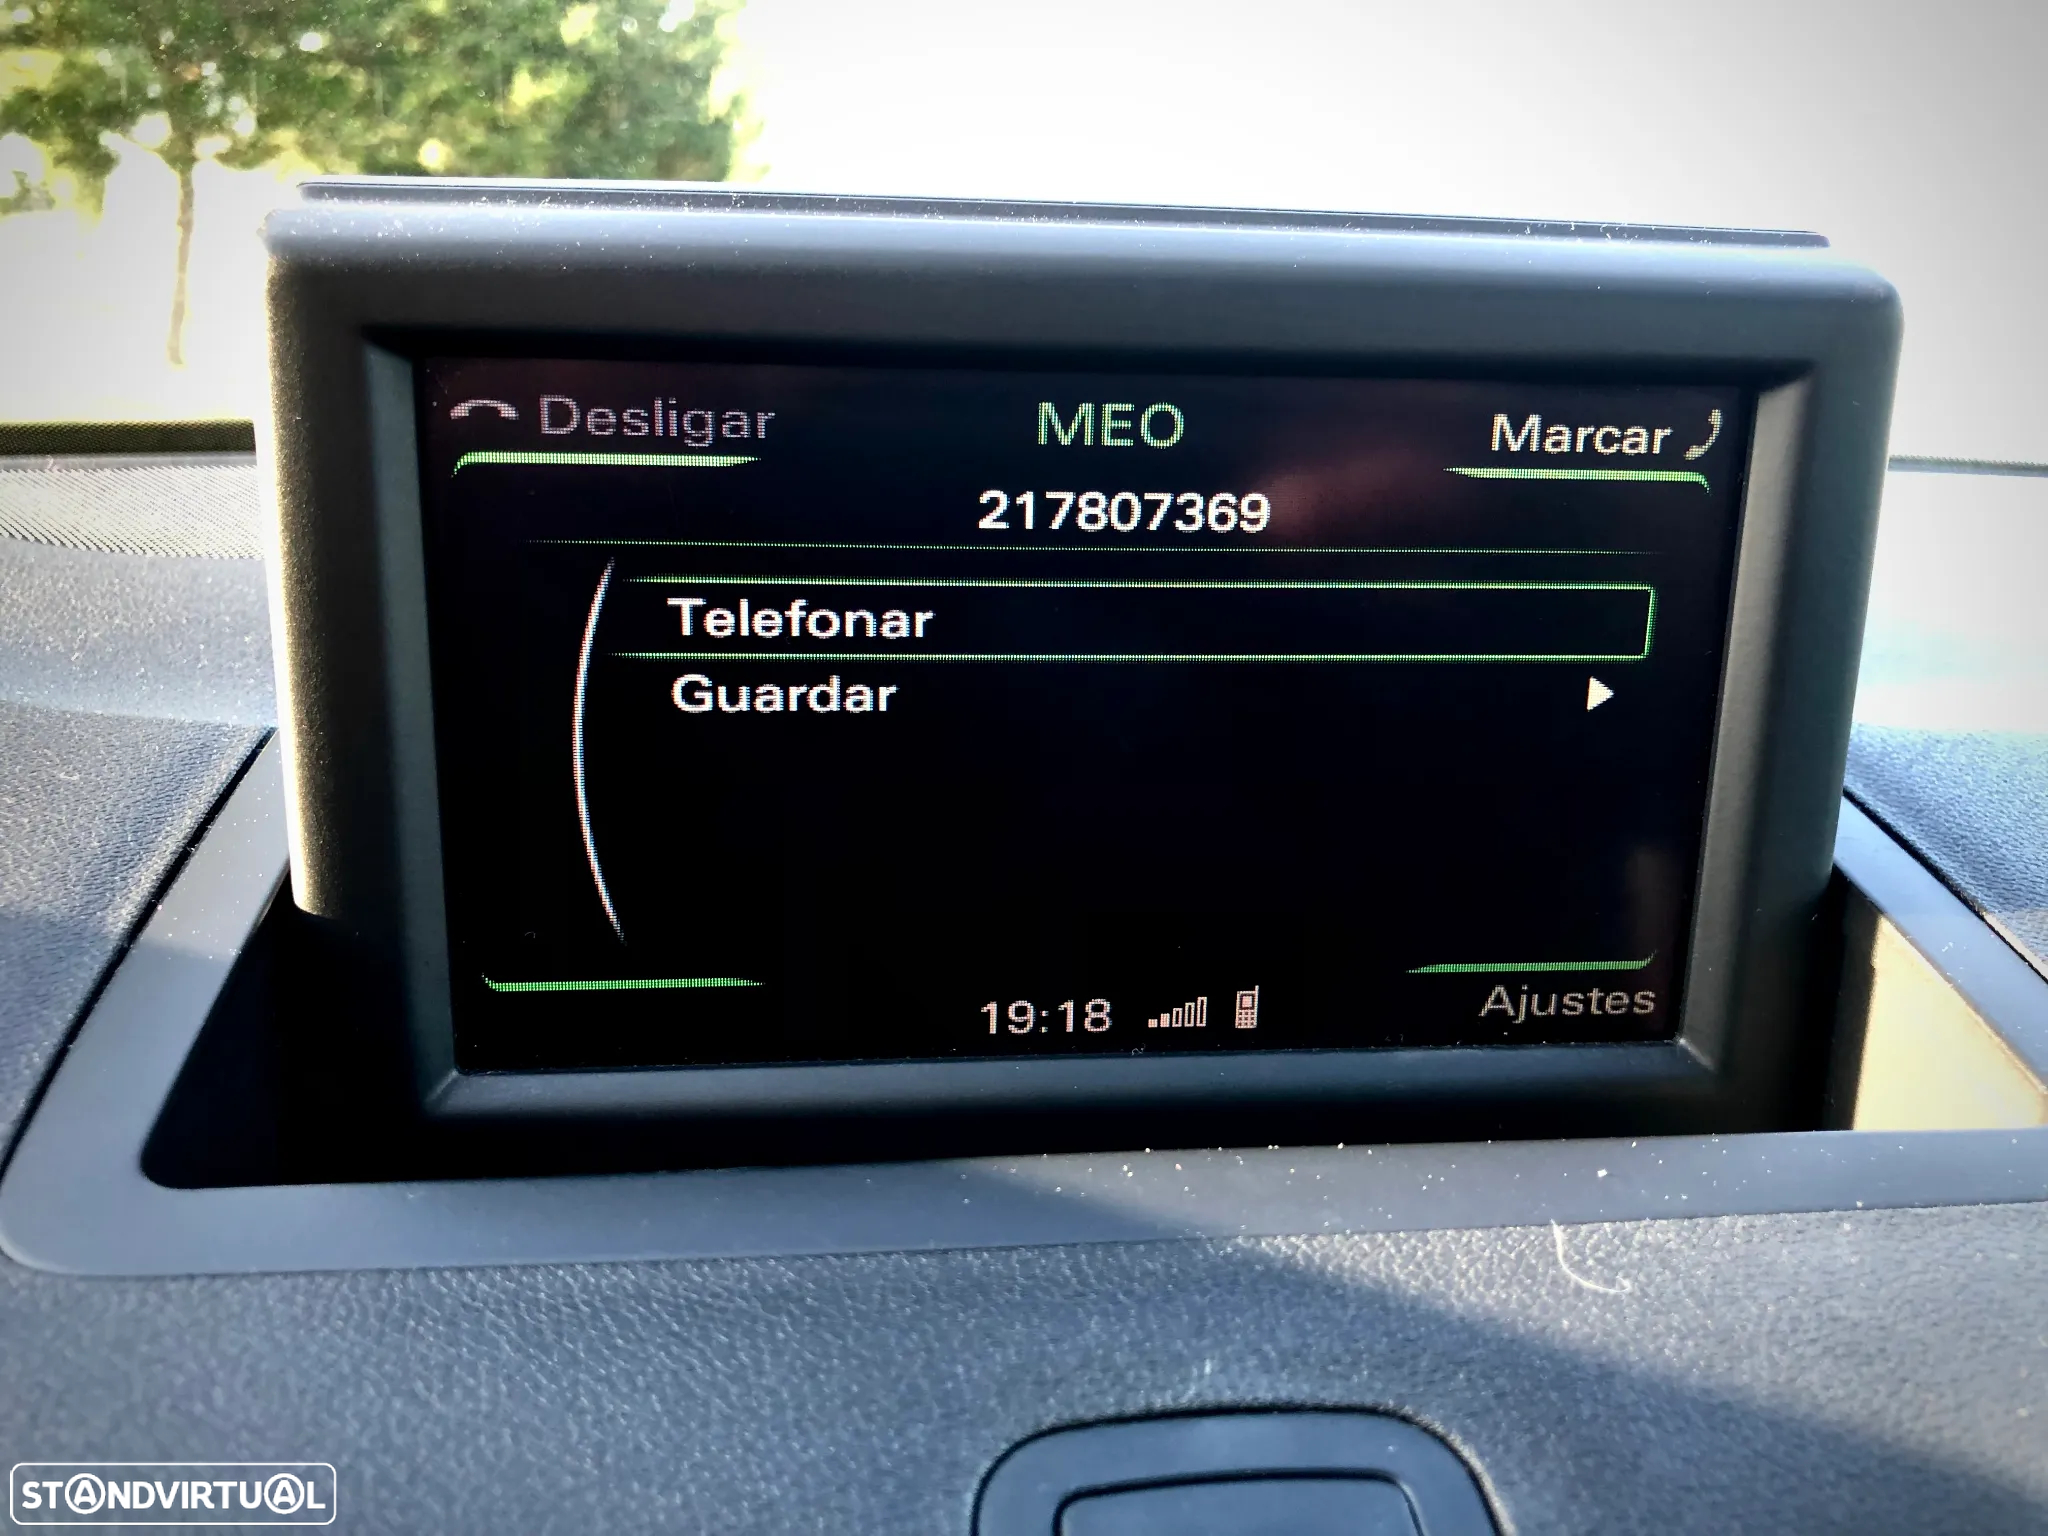 Desligar MEO Marcar
217807369
Telefonar
Guardar
19:18 Ajustes
STANDVIRTUAL